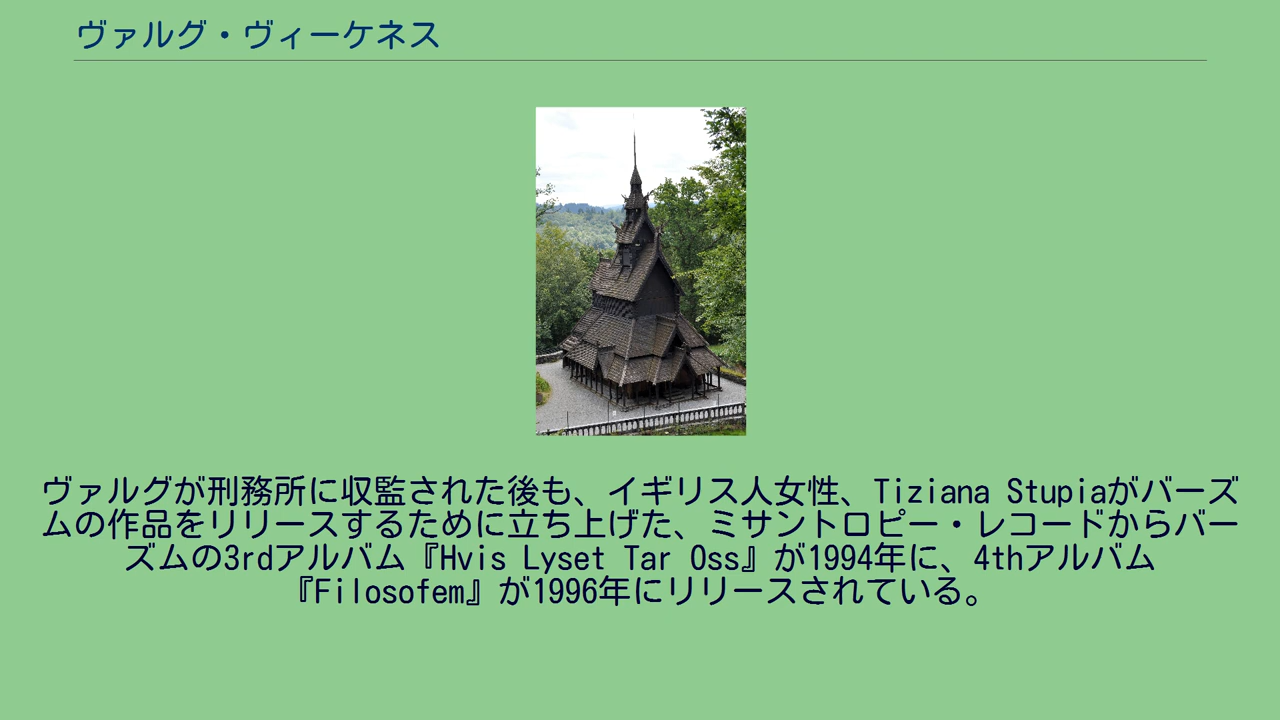 ヴァルグ・ヴィーケネス
ヴァルグが刑務所に収監された後も、イギリス人女性、Tiziana Stupiaがバーズ
ムの作品をリリースするために立ち上げた、ミサントロピー・レコードからバー
ズムの3rdアルバム『Hvis Lyset Tar Oss』が1994年に、4thアルバム
『Filosofem』が1996年にリリースされている。